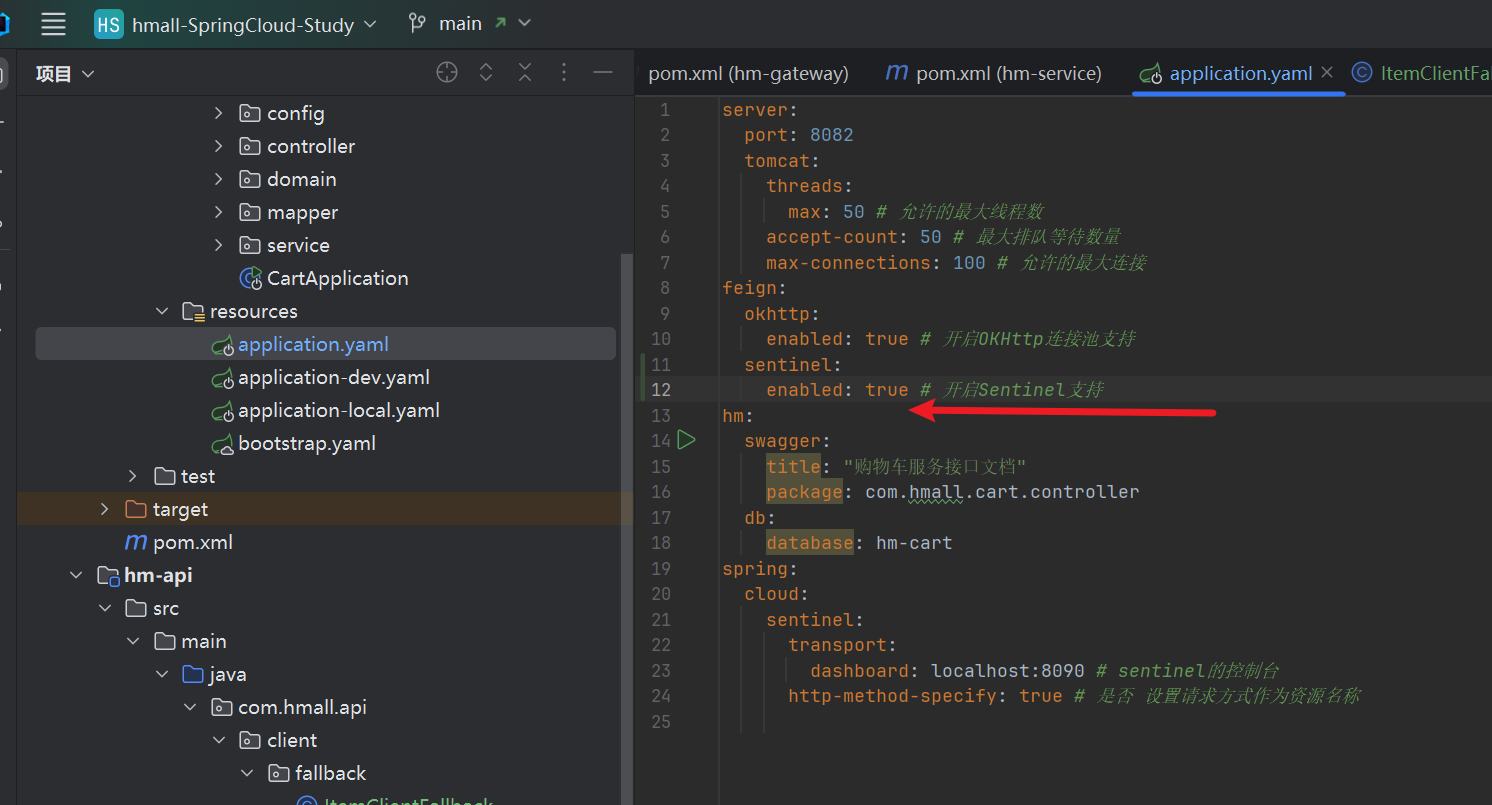 HS hmall-SpringCloud-Study main
项目
config
controller
domain
mapper
service
CartApplication
resources
application.yaml
application-dev.yaml
application-local.yaml
bootstrap.yaml
test
target
m pom.xml
hm-api
src
main
java
com.hmall.api
client
fallback
ItemClientFallback
pom.xml (hm-gateway) m pom.xml (hm-service) application.yaml © ItemClientFal
1 server:
2 port: 8082
3 tomcat:
4 threads:
5 max: 50 # 允许的最大线程数
6 accept-count: 50 # 最大排队等待数量
7 max-connections: 100 # 允许的最大连接
8 feign:
9 okhttp:
10 enabled: true # 开启OKHttp连接池支持
11 sentinel:
12 enabled: true # 开启Sentinel支持
13 hm:
14 swagger:
15 title: "购物车服务接口文档"
16 package: com.hmall.cart.controller
17 db:
18 database: hm-cart
19 spring:
20 cloud:
21 sentinel:
22 transport:
23 dashboard: localhost:8090 # sentinel的控制台
24 http-method-specify: true # 是否 设置请求方式作为资源名称
25